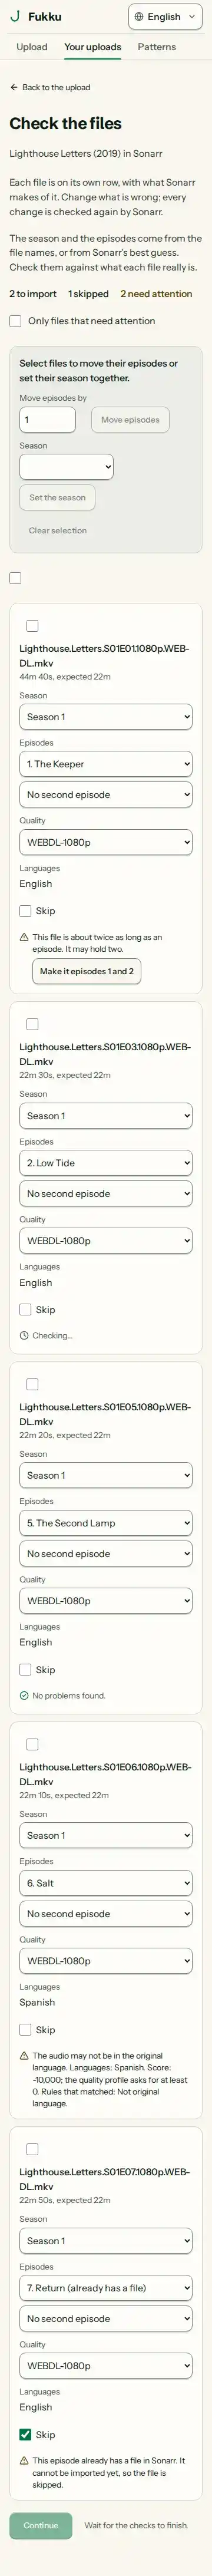 Fukku
English
Upload
Your uploads
Patterns
Back to the upload
Check the files
Lighthouse Letters (2019) in Sonarr
Each file is on its own row, with what Sonarr
makes of it. Change what is wrong; every
change is checked again by Sonarr.
The season and the episodes come from the
file names, or from Sonarr's best guess.
Check them against what each file really is.
2 to import
1 skipped
2 need attention
Only files that need attention
Select files to move their episodes or
set their season together.
Move episodes by
1
Move episodes
Season
Set the season
Clear selection
Lighthouse.Letters.S01E01.1080p.WEB-
DL.mkv
44m 40s, expected 22m
Season
Season 1
Episodes
1. The Keeper
No second episode
Quality
WEBDL-1080p
Languages
English
Skip
This file is about twice as long as an
episode. It may hold two.
Make it episodes 1 and 2
Lighthouse.Letters.S01E03.1080p.WEB-
DL.mkv
22m 30s, expected 22m
Season
Season 1
Episodes
2. Low Tide
No second episode
Quality
WEBDL-1080p
Languages
English
Skip
Checking...
Lighthouse.Letters.S01E05.1080p.WEB-
DL.mkv
22m 20s, expected 22m
Season
Season 1
Episodes
5. The Second Lamp
No second episode
Quality
WEBDL-1080p
Languages
English
Skip
No problems found.
Lighthouse.Letters.S01E06.1080p.WEB-
DL.mkv
22m 10s, expected 22m
Season
Season 1
Episodes
6. Salt
No second episode
Quality
WEBDL-1080p
Languages
Spanish
Skip
The audio may not be in the original
language. Languages: Spanish. Score:
-10,000; the quality profile asks for at least
0. Rules that matched: Not original
language.
Lighthouse.Letters.S01E07.1080p.WEB-
DL.mkv
22m 50s, expected 22m
Season
Season 1
Episodes
7. Return (already has a file)
No second episode
Quality
WEBDL-1080p
Languages
English
Skip
This episode already has a file in Sonarr. It
cannot be imported yet, so the file is
skipped.
Continue
Wait for the checks to finish.